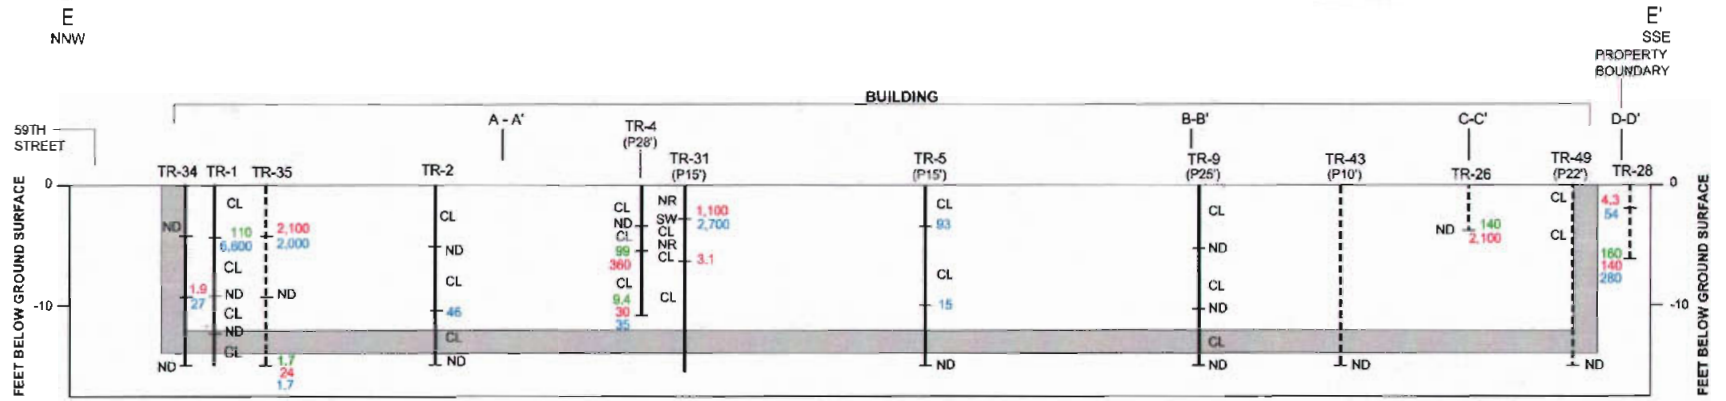 E
NNW
E'
SSE
PROPERTY
BOUNDARY
BUILDING
59TH
STREET
A - A'
B-B'
C-C'
D-D'
TR-34
TR-1
TR-35
TR-2
TR-4
(P28')
TR-31
(P15')
TR-5
(P15')
TR-9
(P25')
TR-43
(P10')
TR-26
TR-49
(P22')
TR-28
FEET BELOW GROUND SURFACE
0
-10
ND
1.9
27
ND
CL
110
6,600
CL
ND
CL
ND
CL
2,100
2,000
ND
1.7
24
1.7
CL
ND
CL
46
CL
ND
CL
ND
CL
99
360
CL
9.4
30
35
NR
SW
CL
NR
CL
CL
1,100
2,700
3.1
CL
93
CL
15
ND
CL
ND
CL
ND
CL
ND
ND
ND
140
2,100
CL
CL
ND
4.3
54
160
140
280
0
-10
FEET BELOW GROUND SURFACE